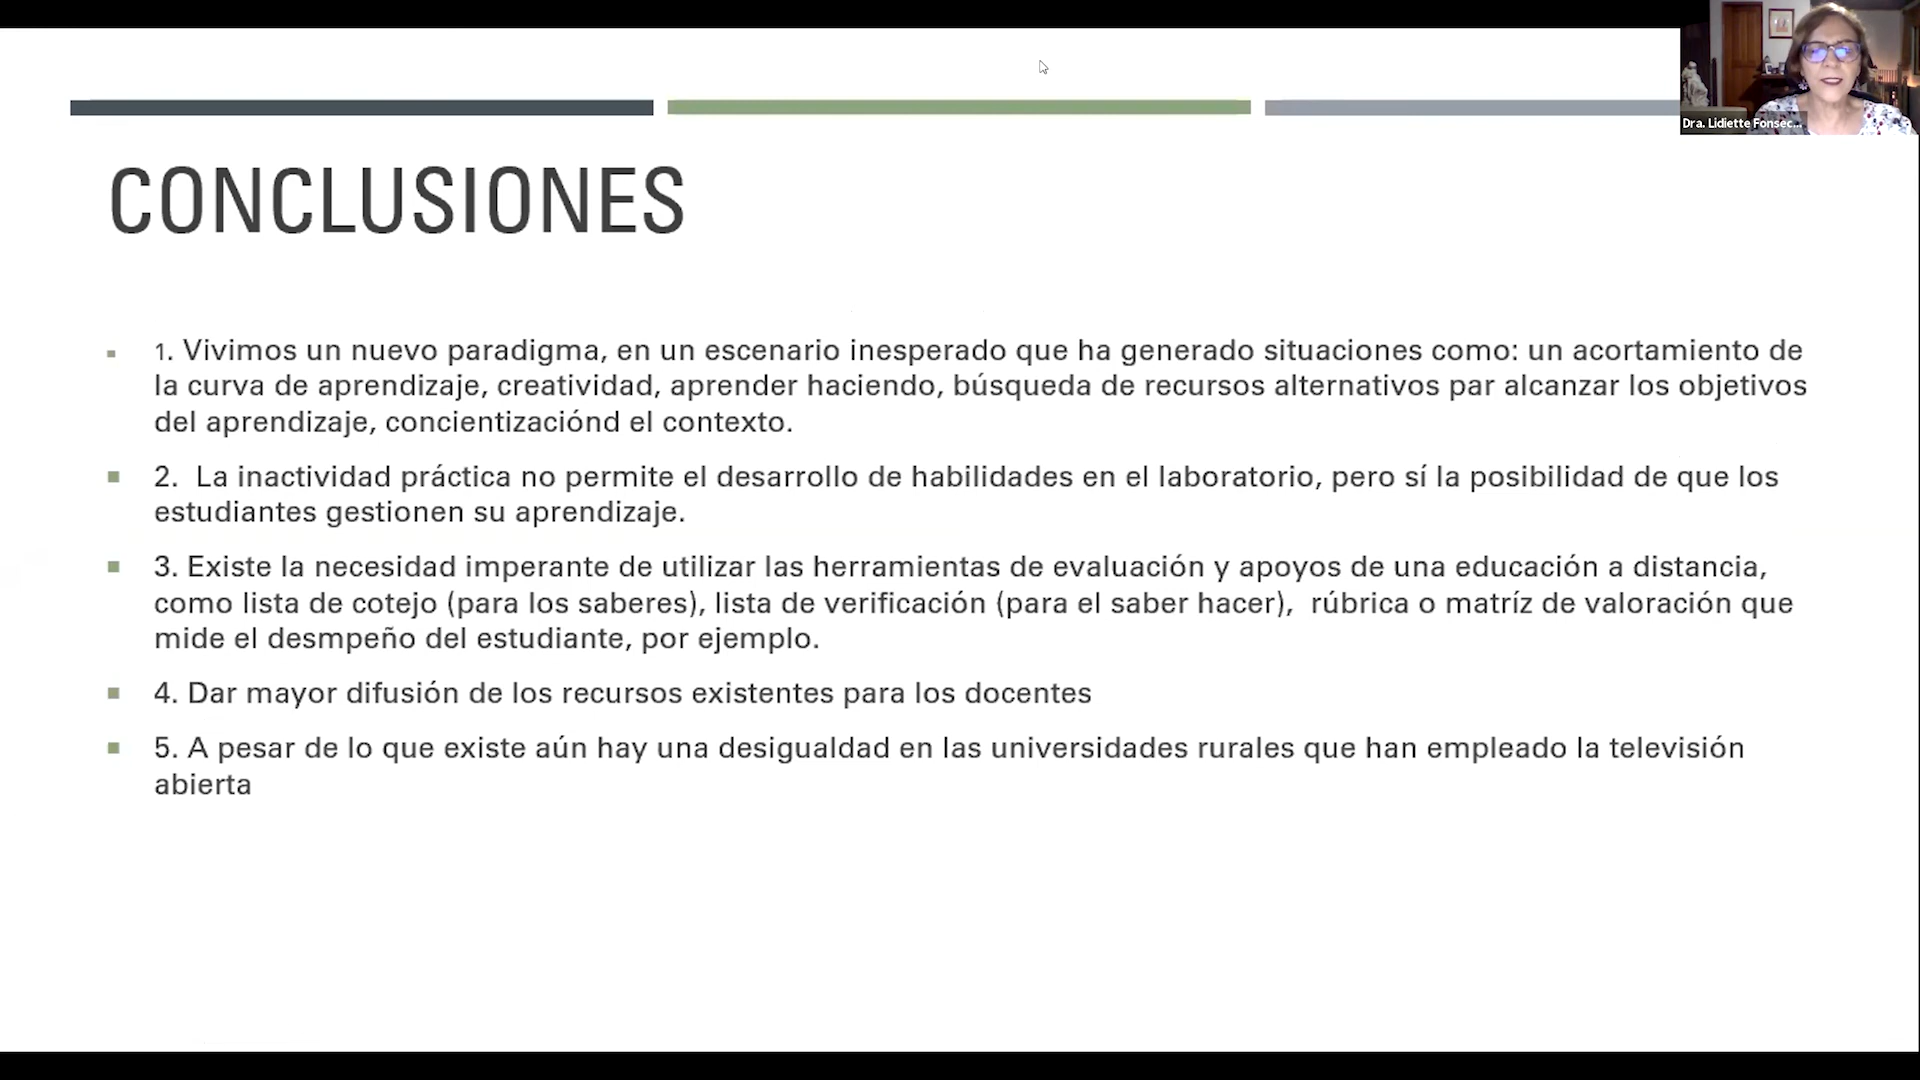 Dra. Lidiette Fonsec...
CONCLUSIONES
1. Vivimos un nuevo paradigma, en un escenario inesperado que ha generado situaciones como: un acortamiento de
la curva de aprendizaje, creatividad, aprender haciendo, búsqueda de recursos alternativos par alcanzar los objetivos
del aprendizaje, concientizaciónd el contexto.
2.  La inactividad práctica no permite el desarrollo de habilidades en el laboratorio, pero sí la posibilidad de que los
estudiantes gestionen su aprendizaje.
3. Existe la necesidad imperante de utilizar las herramientas de evaluación y apoyos de una educación a distancia,
como lista de cotejo (para los saberes), lista de verificación (para el saber hacer),  rúbrica o matríz de valoración que
mide el desmpeño del estudiante, por ejemplo.
4. Dar mayor difusión de los recursos existentes para los docentes
5. A pesar de lo que existe aún hay una desigualdad en las universidades rurales que han empleado la televisión
abierta